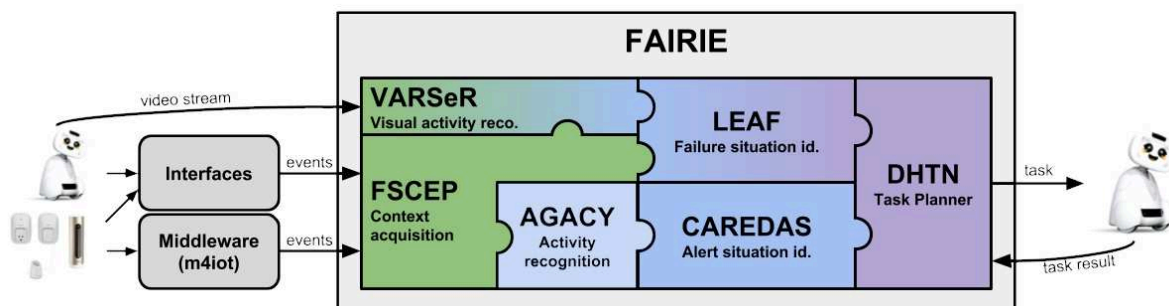 FAIRIE
video stream
VARSeR
Visual activity reco.
LEAF
Failure situation id.
Interfaces
events
FSCEP
Context
acquisition
DHTN
Task Planner
task
AGACY
Activity
recognition
CAREDAS
Alert situation id.
Middleware
(m4iot)
events
task result